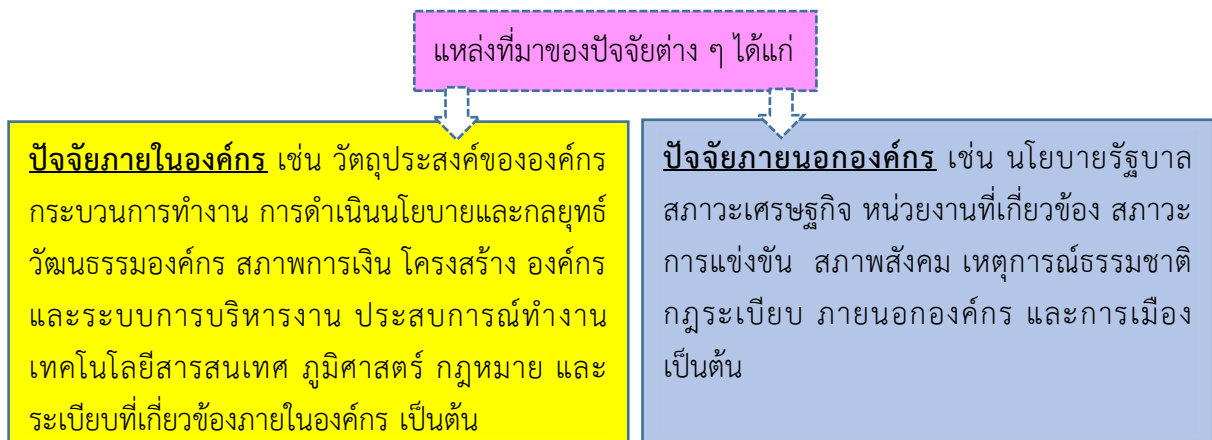 แหล่งที่มาของปัจจัยต่าง ๆ ได้แก่
ปัจจัยภายในองค์กร เช่น วัตถุประสงค์ขององค์กร
กระบวนการทำงาน การดำเนินนโยบายและกลยุทธ์
วัฒนธรรมองค์กร สภาพการเงิน โครงสร้าง องค์กร
และระบบการบริหารงาน ประสบการณ์ทำงาน
เทคโนโลยีสารสนเทศ ภูมิศาสตร์ กฎหมาย และ
ระเบียบที่เกี่ยวข้องภายในองค์กร เป็นต้น
ปัจจัยภายนอกองค์กร เช่น นโยบายรัฐบาล
สภาวะเศรษฐกิจ หน่วยงานที่เกี่ยวข้อง สภาวะ
การแข่งขัน สภาพสังคม เหตุการณ์ธรรมชาติ
กฎระเบียบ ภายนอกองค์กร และการเมือง
เป็นต้น